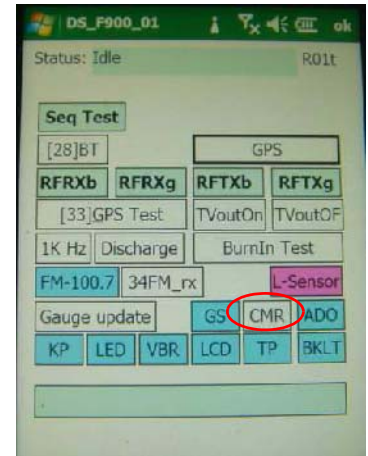 DS_F900_01 ok
Status: Idle R01t
Seq Test
[28]BT GPS
RFRXb RFRXg RFTXb RFTXg
[33]GPS Test TVoutOn TVoutOF
1K Hz Discharge BurnIn Test
FM-100.7 34FM_rx L-Sensor
Gauge update GS CMR ADO
KP LED VBR LCD TP BKLT